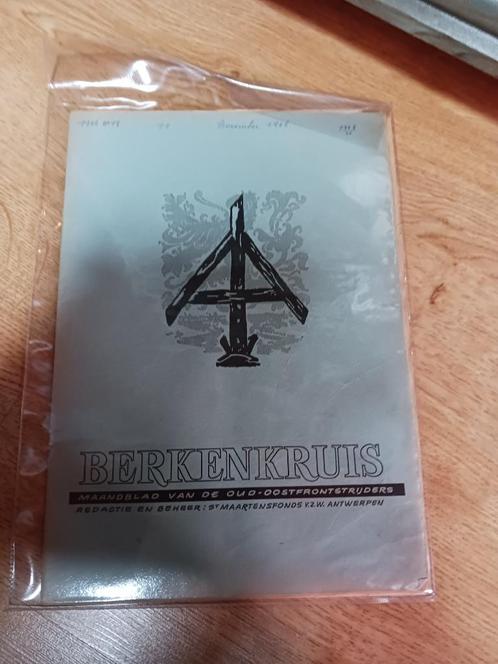 November
BERKENKRUIS
MAANDBLAD VAN DE OUD-OOSTFRONTSTRIJDERS
REDACTIE EN BEHEER: ST MAARTENSFONDS V.Z.W. ANTWERPEN